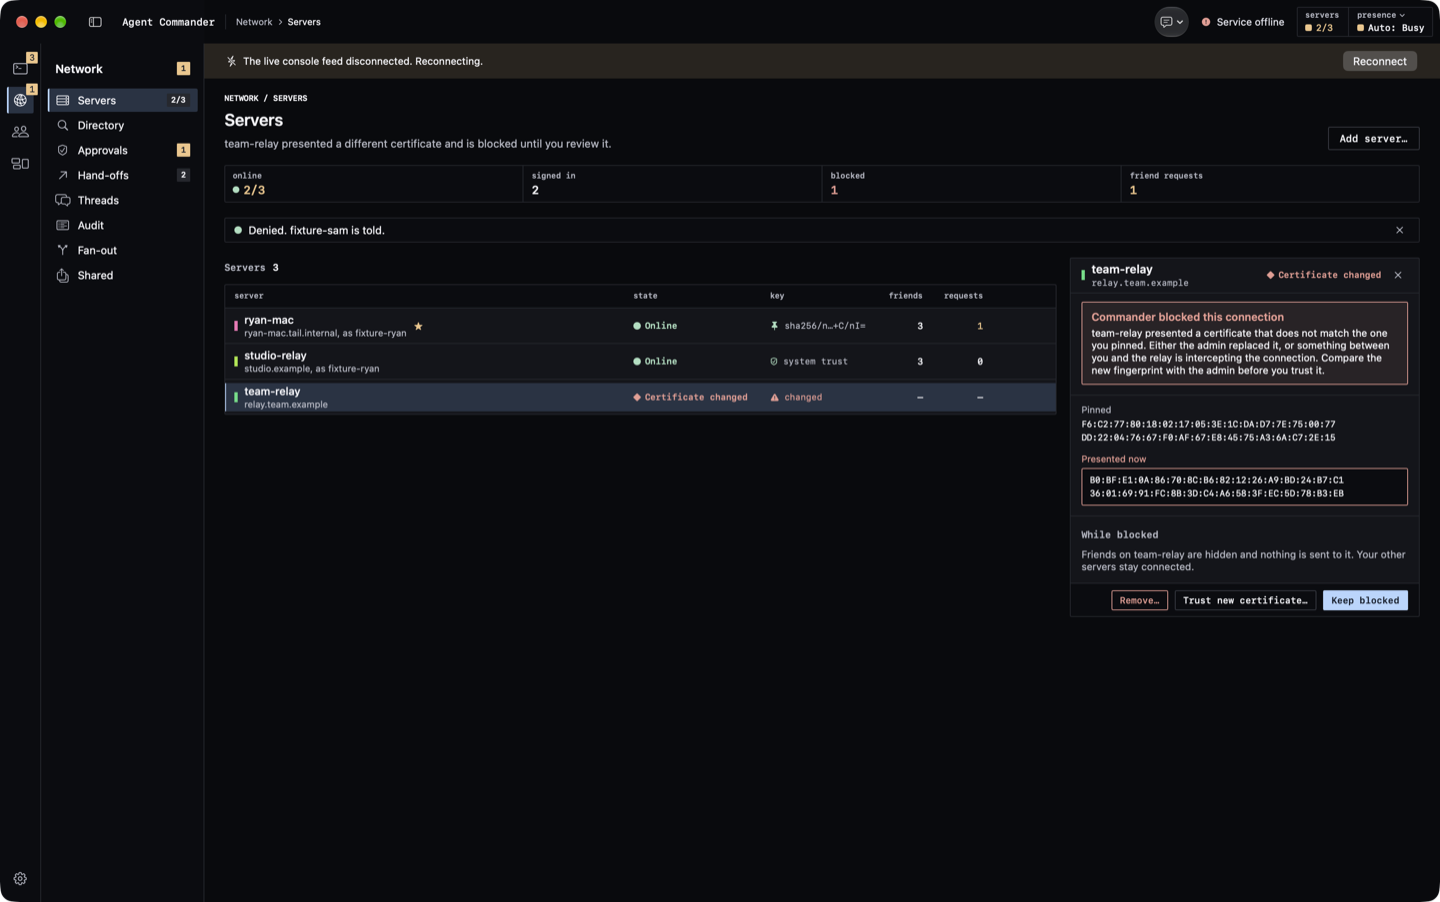 Agent Commander
Network > Servers
Service offline
servers
2/3
presence
Auto: Busy
3
1
Network
1
Servers
2/3
Directory
Approvals
1
Hand-offs
2
Threads
Audit
Fan-out
Shared
The live console feed disconnected. Reconnecting.
Reconnect
NETWORK / SERVERS
Servers
team-relay presented a different certificate and is blocked until you review it.
Add server…
online
2/3
signed in
2
blocked
1
friend requests
1
Denied. fixture-sam is told.
Servers 3
server state key friends requests
ryan-mac
ryan-mac.tail.internal, as fixture-ryan
Online
sha256/n…+C/nI=
3
1
studio-relay
studio.example, as fixture-ryan
Online
system trust
3
0
team-relay
relay.team.example
Certificate changed
changed
–
–
team-relay
relay.team.example
Certificate changed
Commander blocked this connection
team-relay presented a certificate that does not match the one
you pinned. Either the admin replaced it, or something between
you and the relay is intercepting the connection. Compare the
new fingerprint with the admin before you trust it.
Pinned
F6:C2:77:80:18:02:17:05:3E:1C:DA:D7:7E:75:00:77
DD:22:04:76:67:F0:AF:67:E8:45:75:A3:6A:C7:2E:15
Presented now
B0:BF:E1:0A:86:70:8C:B6:82:12:26:A9:BD:24:B7:C1
36:01:69:91:FC:8B:3D:C4:A6:58:3F:EC:5D:78:B3:EB
While blocked
Friends on team-relay are hidden and nothing is sent to it. Your other
servers stay connected.
Remove…
Trust new certificate…
Keep blocked